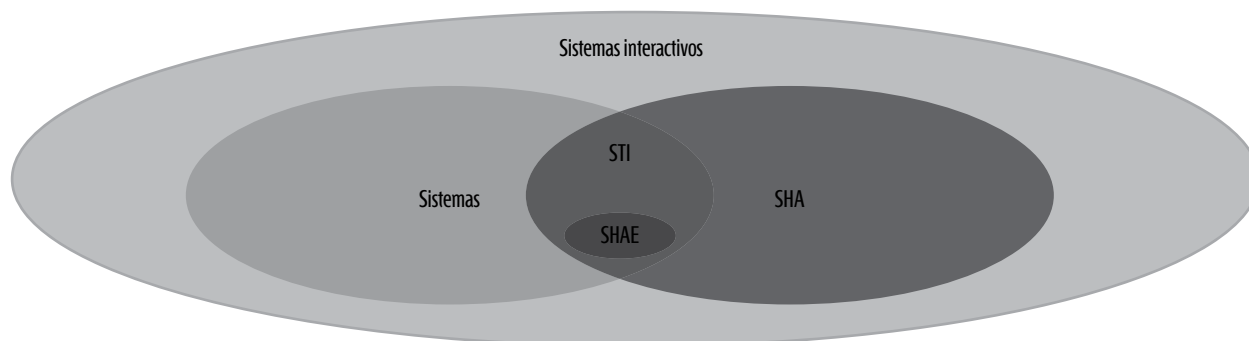 Sistemas interactivos
STI
Sistemas
SHA
SHAE